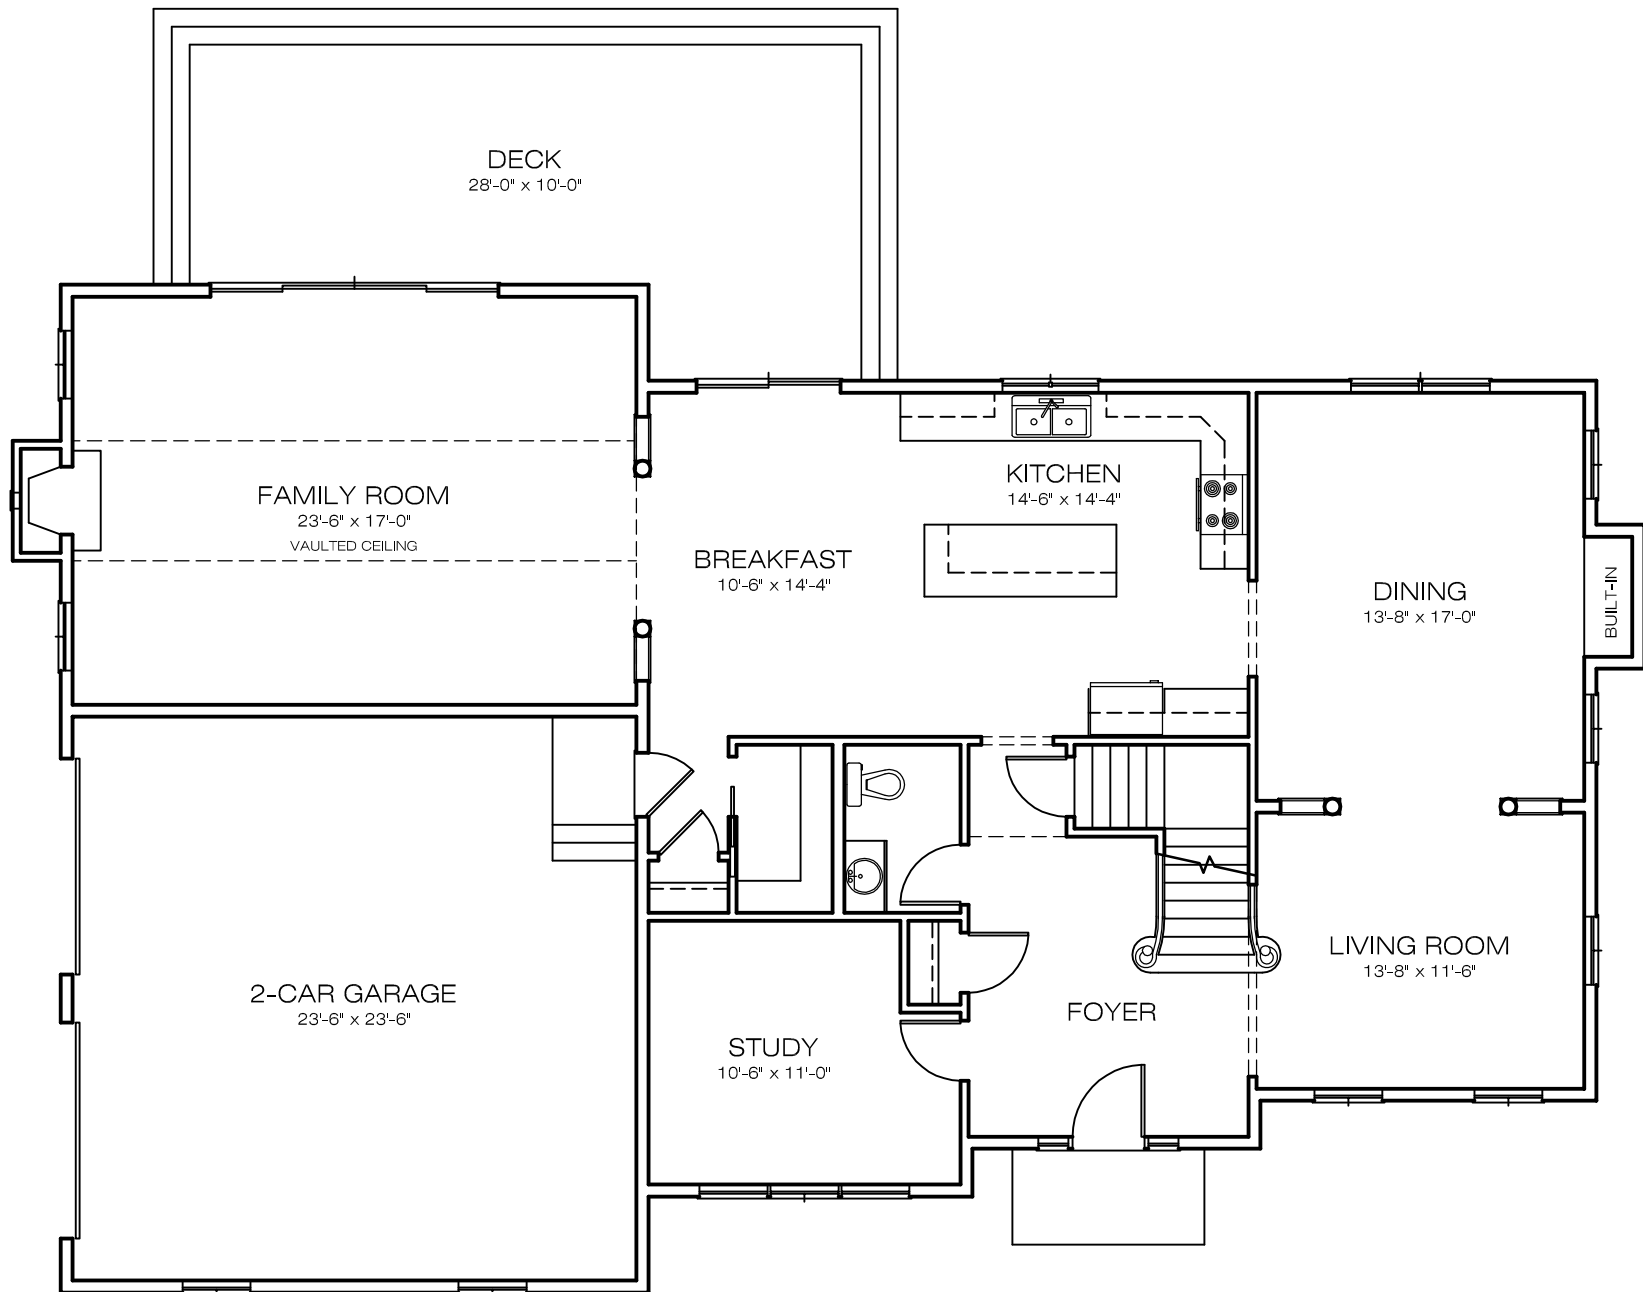 DECK
28'-0" x 10'-0"
KITCHEN
14'-6" x 14'-4"
FAMILY ROOM
23'-6" x 17'-0"
VAULTED CEILING
BREAKFAST
10'-6" x 14'-4"
DINING
13'-8" x 17'-0"
BUILT-IN
LIVING ROOM
13'-8" x 11'-6"
2-CAR GARAGE
23'-6" x 23'-6"
FOYER
STUDY
10'-6" x 11'-0"